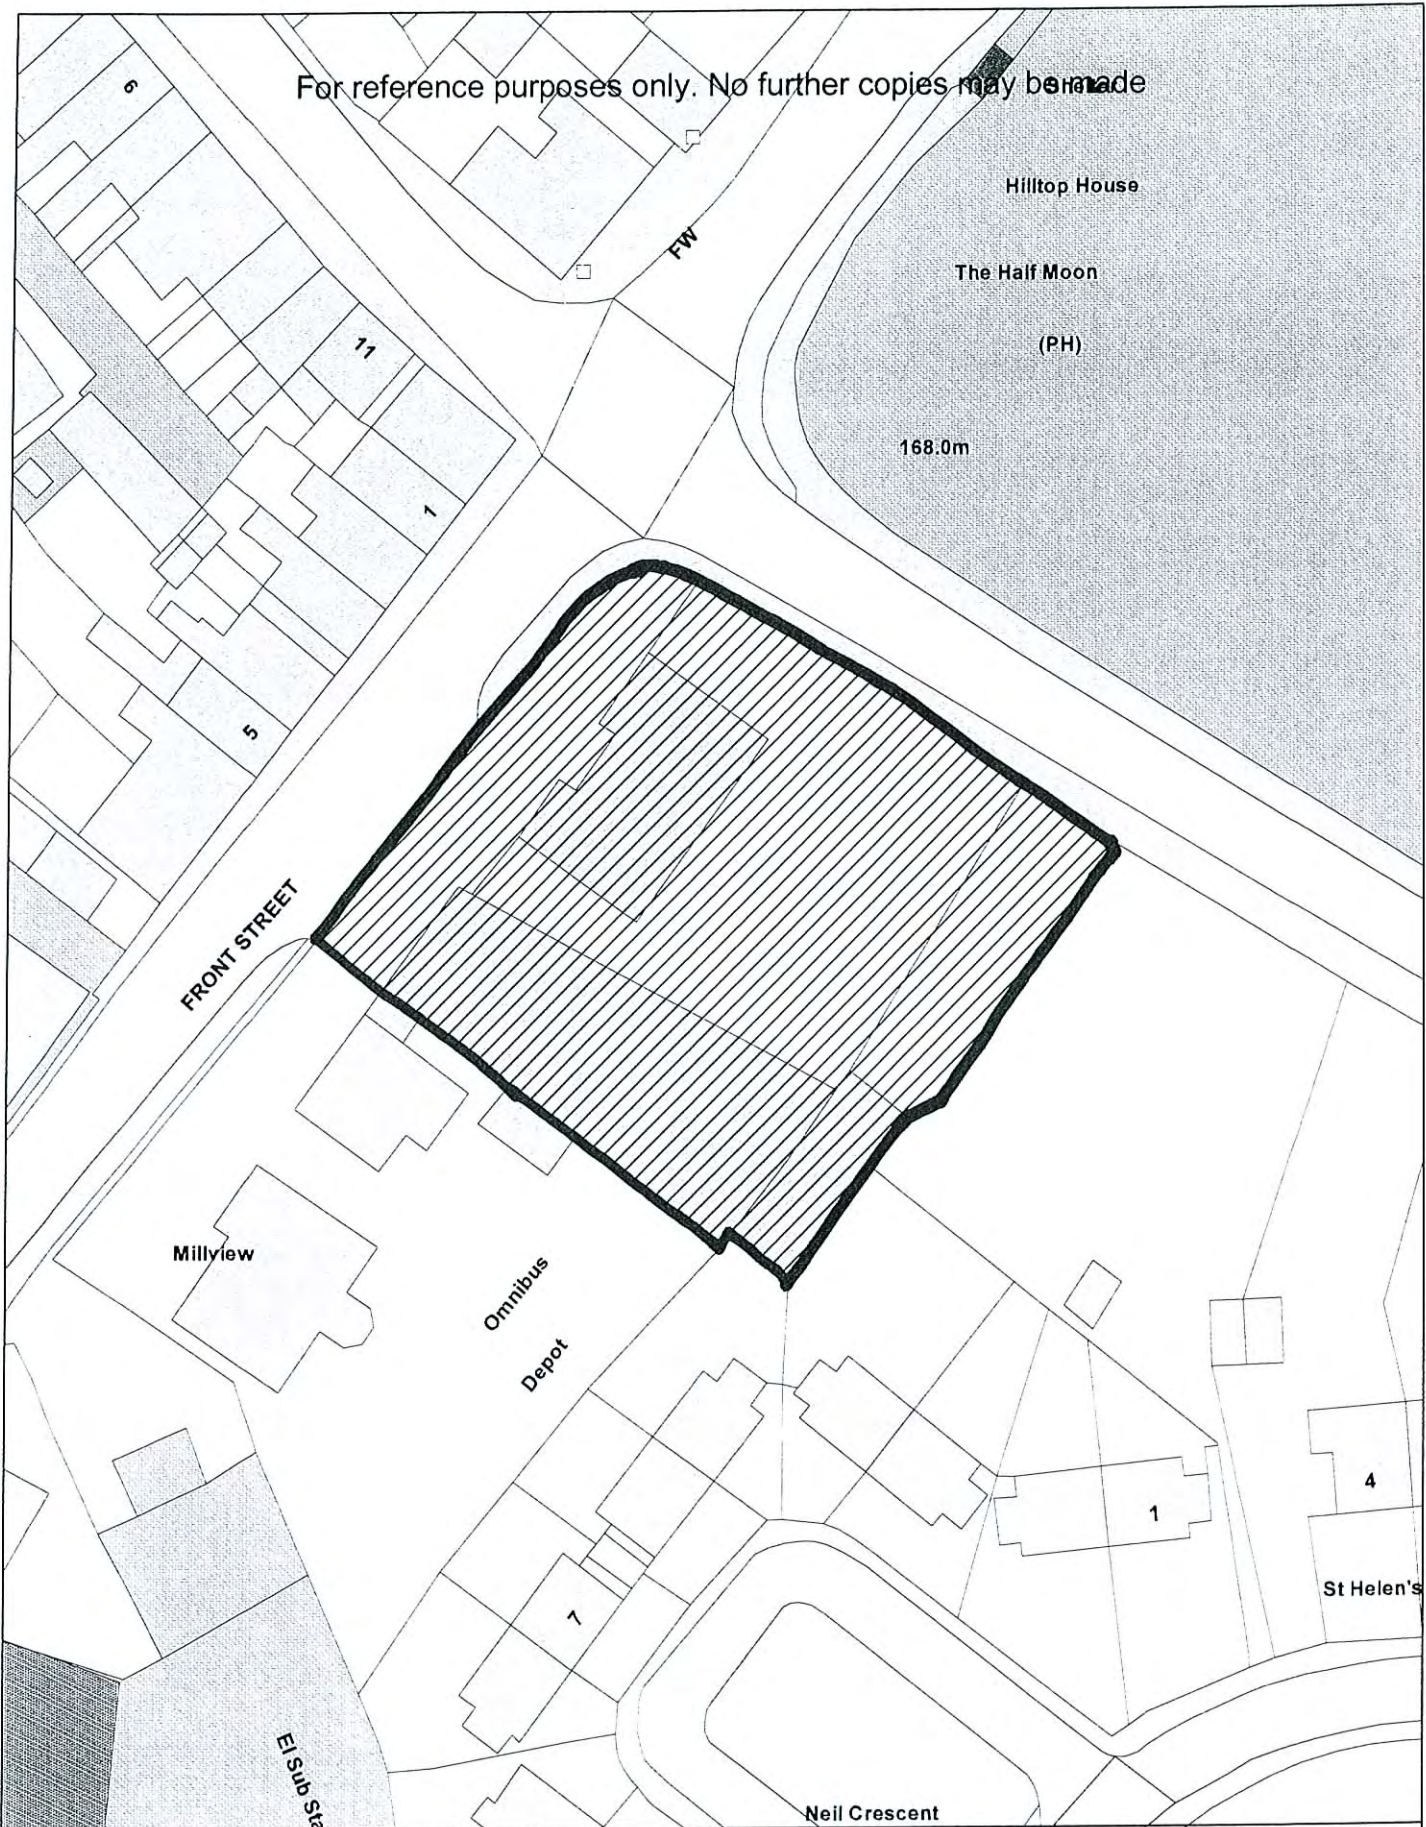 For reference purposes only. No further copies may be made
6
Hilltop House
FW
The Half Moon
(PH)
11
168.0m
1
5
FRONT STREET
Millview
Omnibus
Depot
4
1
St Helen's
7
El Sub Sta
Neil Crescent